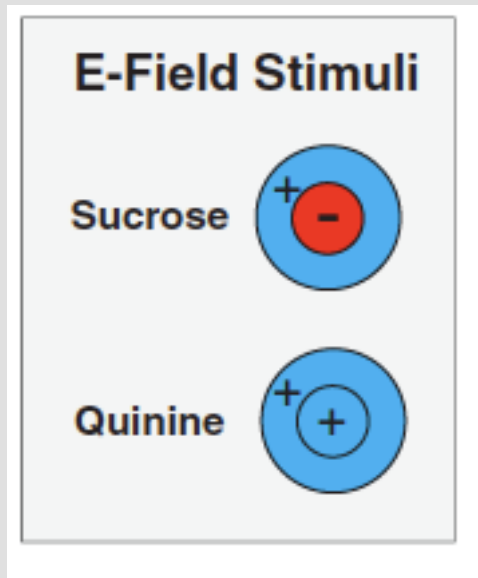 E-Field Stimuli
+
Sucrose -
+
Quinine +